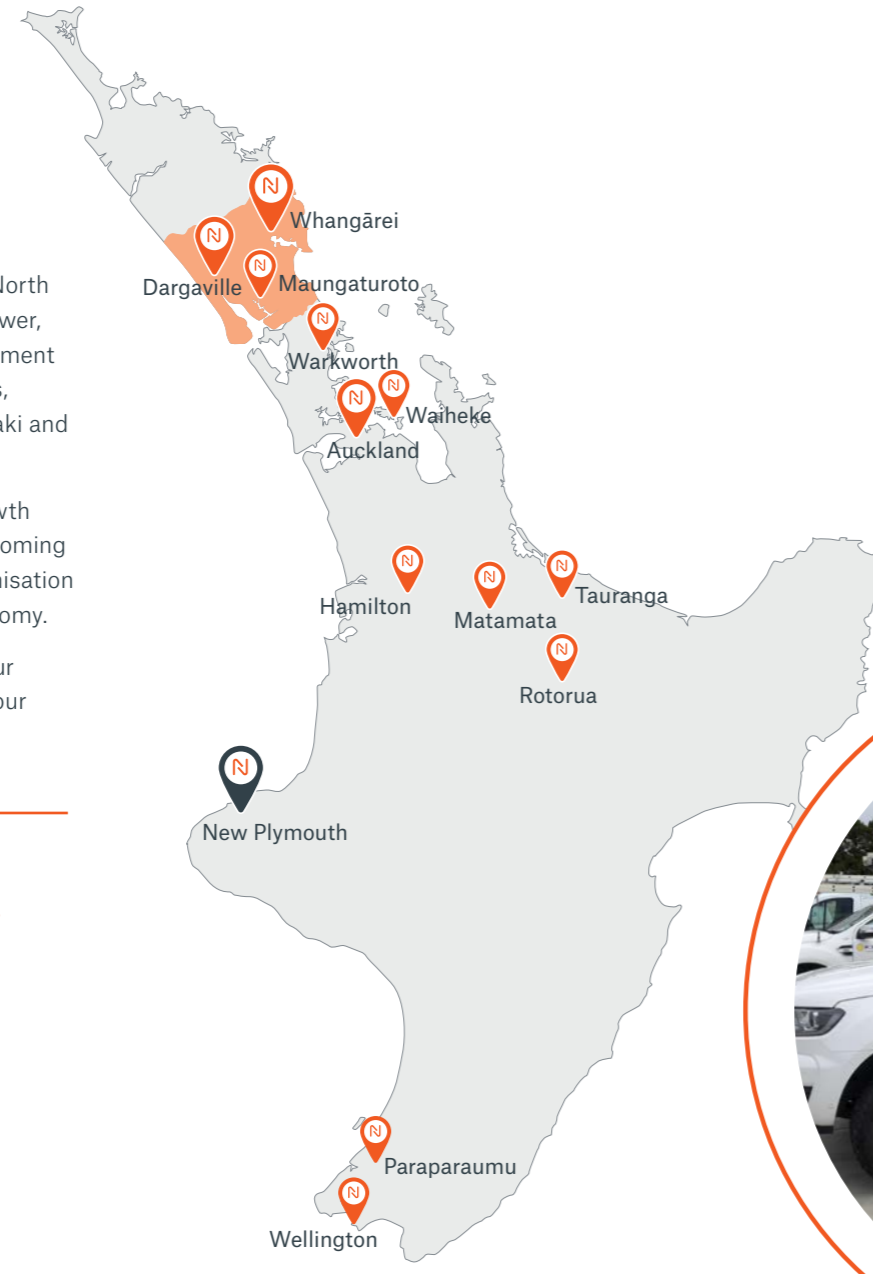 North
wer,
ment
s,
aki and
wth
oming
nisation
omy.
ur
our
Whangārei
Dargaville
Maungaturoto
Warkworth
Waiheke
Auckland
Hamilton
Matamata
Tauranga
Rotorua
New Plymouth
Paraparaumu
Wellington